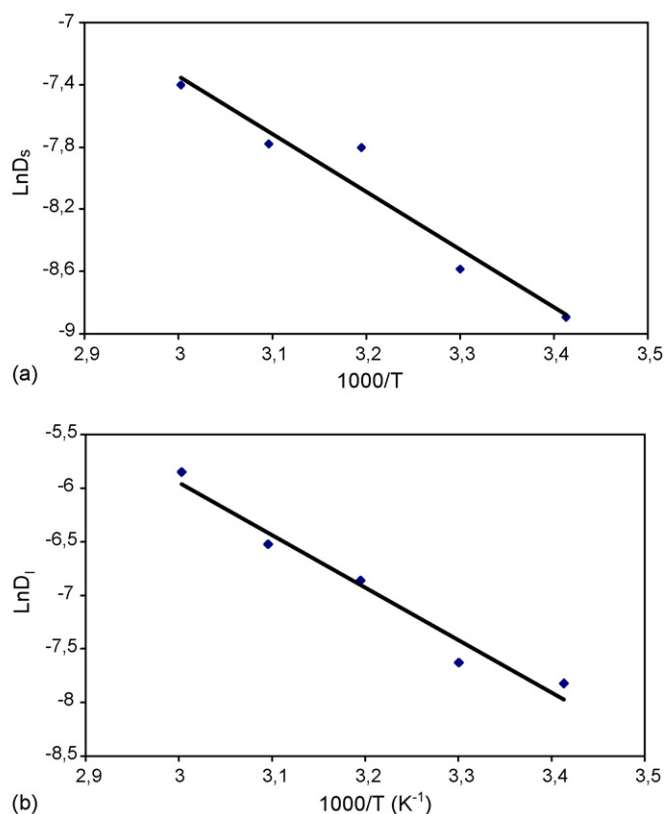 -7
-7,4
-7,8
-8,2
-8,6
-9
LnDs
2,9 3 3,1 3,2 3,3 3,4 3,5
(a) 1000/T
-5,5
-6
-6,5
-7
-7,5
-8
-8,5
LnDl
2,9 3 3,1 3,2 3,3 3,4 3,5
(b) 1000/T (K-1)